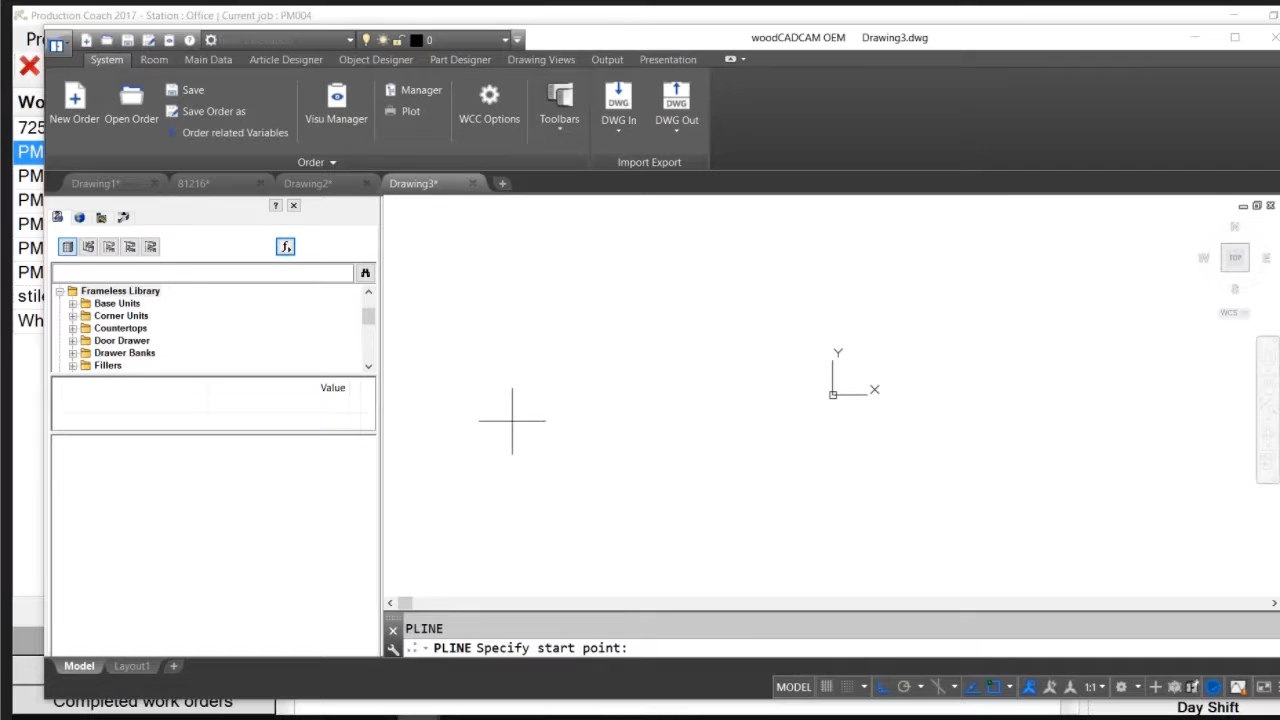 Production Coach 2017 - Station : Office | Current job : PM004
woodCADCAM OEM Drawing3.dwg
0
System Room Main Data Article Designer Object Designer Part Designer Drawing Views Output Presentation
New Order
Open Order
Save
Save Order as
Order related Variables
Visu Manager
Manager
Plot
WCC Options
Toolbars
DWG
DWG In
DWG
DWG Out
Order
Import Export
Drawing1* 81216* Drawing2* Drawing3*
Wo
725
PM
PM
PM
PM
PM
PM
stile
Wh
Frameless Library
Base Units
Corner Units
Countertops
Door Drawer
Drawer Banks
Fillers
Value
N
W TOP E
S
WCS
Y
X
PLINE
PLINE Specify start point:
Model Layout1
MODEL 1:1
Completed work orders
Day Shift